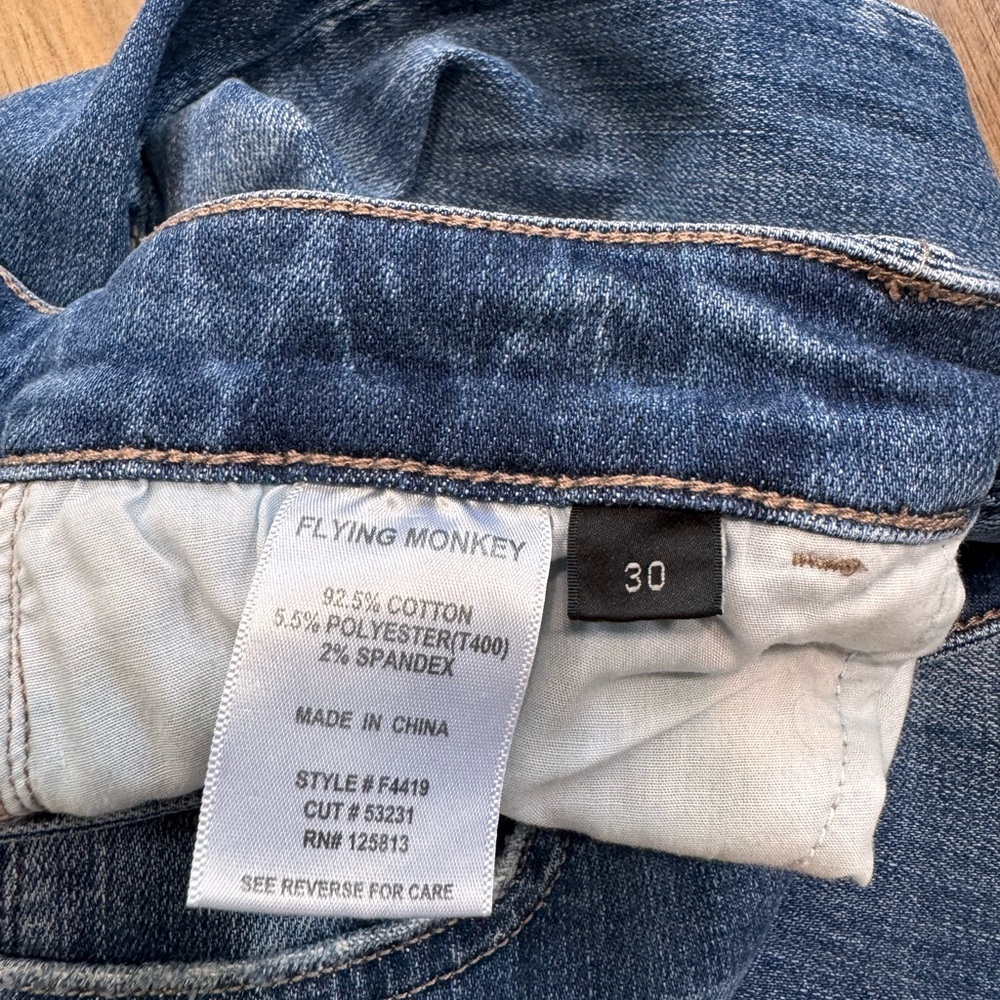 FLYING MONKEY
92.5% COTTON
5.5% POLYESTER(T400)
2% SPANDEX
MADE IN CHINA
STYLE # F4419
CUT # 53231
RN# 125813
SEE REVERSE FOR CARE
30